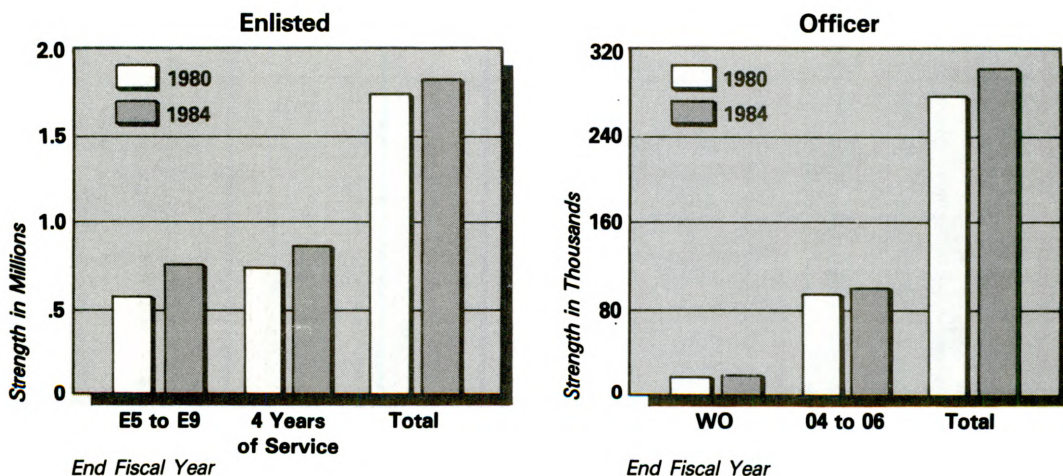 Enlisted
Strength in Millions
2.0
1.5
1.0
.5
0
1980
1984
E5 to E9
4 Years
of Service
Total
End Fiscal Year
Officer
Strength in Thousands
320
240
160
80
0
1980
1984
WO
04 to 06
Total
End Fiscal Year